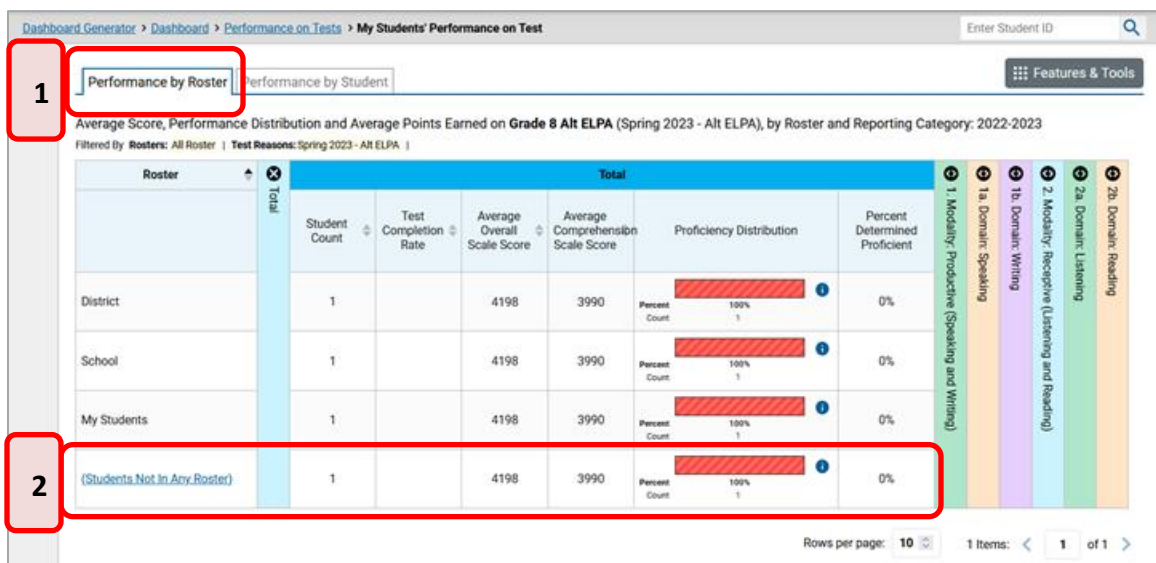 Dashboard Generator > Dashboard > Performance on Tests > My Students' Performance on Test
Enter Student ID
1
Performance by Roster
Performance by Student
Features & Tools
Average Score, Performance Distribution and Average Points Earned on Grade 8 Alt ELPA (Spring 2023 - Alt ELPA), by Roster and Reporting Category: 2022-2023
Filtered By Rosters: All Roster | Test Reasons: Spring 2023 - Alt ELPA |
Roster
Total
Total
Student Count
Test Completion Rate
Average Overall Scale Score
Average Comprehension Scale Score
Proficiency Distribution
Percent Determined Proficient
1. Modality: Productive (Speaking and Writing)
1a. Domain: Speaking
1b. Domain: Writing
2. Modality: Receptive (Listening and Reading)
2a. Domain: Listening
2b. Domain: Reading
District 1 4198 3990 Percent 100% 0%
Count 1
School 1 4198 3990 Percent 100% 0%
Count 1
My Students 1 4198 3990 Percent 100% 0%
Count 1
2
(Students Not In Any Roster) 1 4198 3990 Percent 100% 0%
Count 1
Rows per page: 10 1 Items: < 1 of 1 >